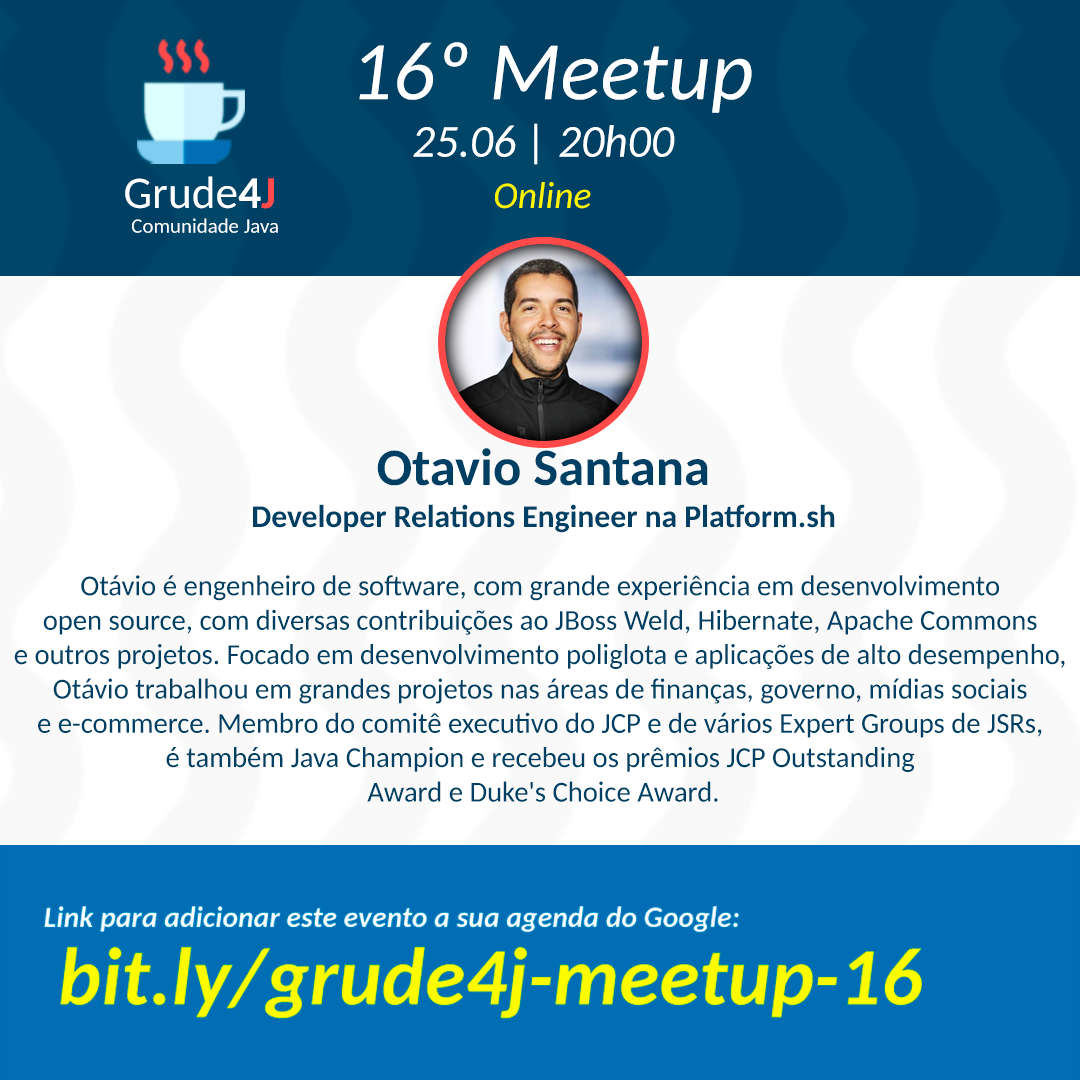 16º Meetup
25.06 | 20h00
Online
Grude4J
Comunidade Java
Otavio Santana
Developer Relations Engineer na Platform.sh
Otávio é engenheiro de software, com grande experiência em desenvolvimento
open source, com diversas contribuições ao JBoss Weld, Hibernate, Apache Commons
e outros projetos. Focado em desenvolvimento poliglota e aplicações de alto desempenho,
Otávio trabalhou em grandes projetos nas áreas de finanças, governo, mídias sociais
e e-commerce. Membro do comitê executivo do JCP e de vários Expert Groups de JSRs,
é também Java Champion e recebeu os prêmios JCP Outstanding
Award e Duke's Choice Award.
Link para adicionar este evento a sua agenda do Google:
bit.ly/grude4j-meetup-16